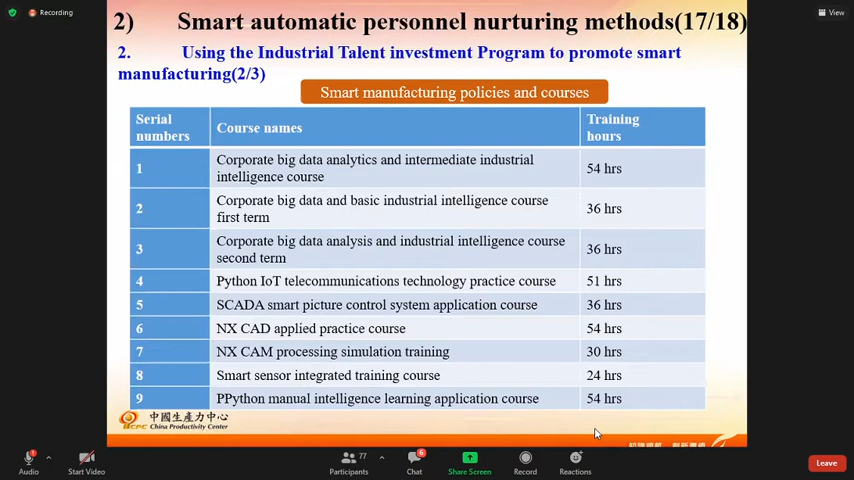 Recording
View
2) Smart automatic personnel nurturing methods(17/18)
2. Using the Industrial Talent investment Program to promote smart
manufacturing(2/3)
Smart manufacturing policies and courses
Serial numbers
Course names
Training hours
1
Corporate big data analytics and intermediate industrial
intelligence course
54 hrs
2
Corporate big data and basic industrial intelligence course
first term
36 hrs
3
Corporate big data analysis and industrial intelligence course
second term
36 hrs
4 Python IoT telecommunications technology practice course 51 hrs
5 SCADA smart picture control system application course 36 hrs
6 NX CAD applied practice course 54 hrs
7 NX CAM processing simulation training 30 hrs
8 Smart sensor integrated training course 24 hrs
9 PPython manual intelligence learning application course 54 hrs
中國生產力中心
China Productivity Center
Audio
Start Video
77
Participants
6
Chat
Share Screen
Record
Reactions
Leave